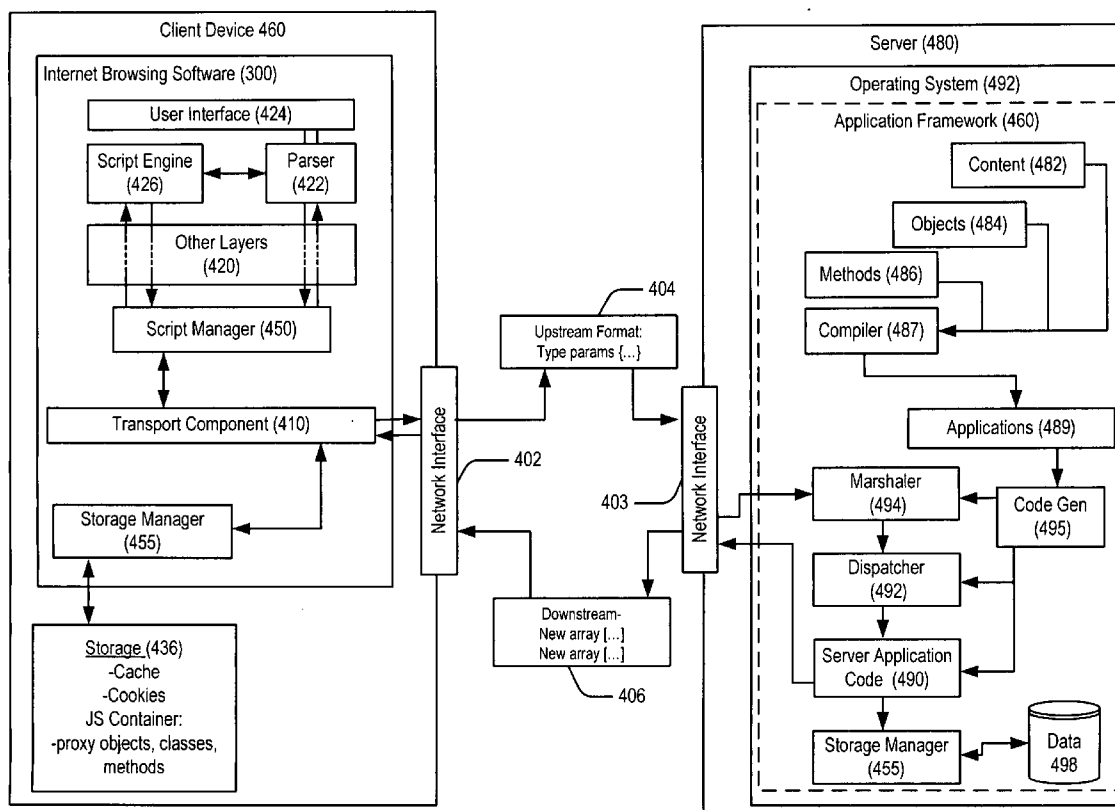 Client Device 460
Internet Browsing Software (300)
User Interface (424)
Script Engine
(426)
Parser
(422)
Other Layers
(420)
Script Manager (450)
Transport Component (410)
Storage Manager
(455)
Storage (436)
-Cache
-Cookies
JS Container:
-proxy objects, classes,
methods
Network Interface
402
404
Upstream Format:
Type params {...}
Downstream-
New array [...]
New array [...]
406
403
Network Interface
Server (480)
Operating System (492)
Application Framework (460)
Content (482)
Objects (484)
Methods (486)
Compiler (487)
Applications (489)
Marshaler
(494)
Code Gen
(495)
Dispatcher
(492)
Server Application
Code (490)
Storage Manager
(455)
Data
498